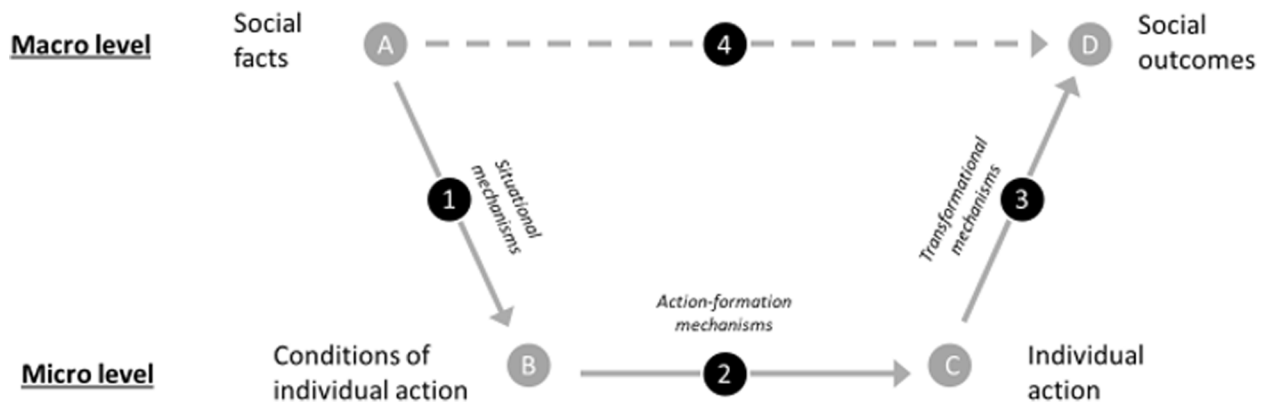 Macro level
Social
facts
A
4
D
Social
outcomes
1
Situational
mechanisms
Transformational
mechanisms
3
Action-formation
mechanisms
Micro level
Conditions of
individual action
B
2
C
Individual
action